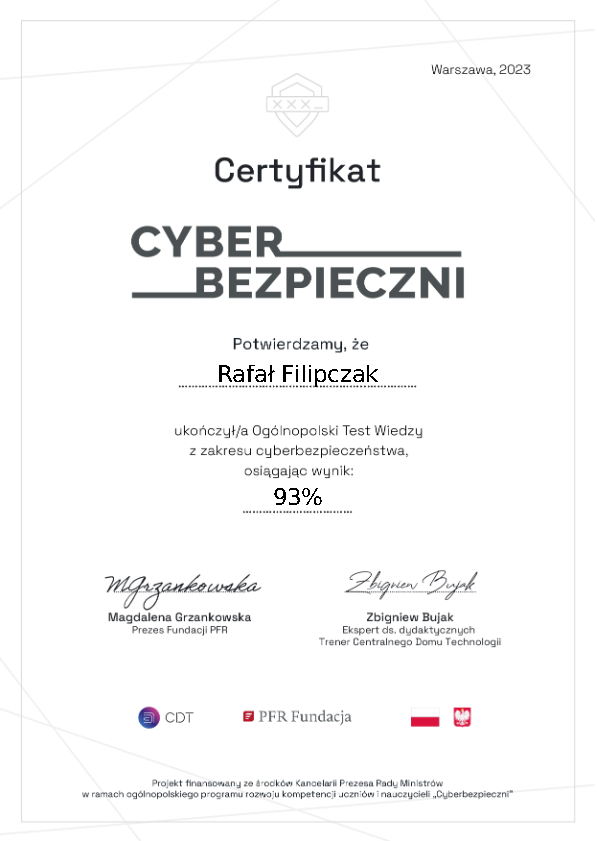 Warszawa, 2023
XXX_
Certyfikat
CYBER
BEZPIECZNI
Potwierdzamy, że
Rafał Filipczak
ukończył/a Ogólnopolski Test Wiedzy
z zakresu cyberbezpieczeństwa,
osiągając wynik:
93%
MGrzankowska Zbigniew Bujak
Magdalena Grzankowska Zbigniew Bujak
Prezes Fundacji PFR Ekspert ds. dydaktycznych
Trener Centralnego Domu Technologii
CDT PFR Fundacja
Projekt finansowany ze środków Kancelarii Prezesa Rady Ministrów
w ramach ogólnopolskiego programu rozwoju kompetencji uczniów i nauczycieli „Cyberbezpieczni"